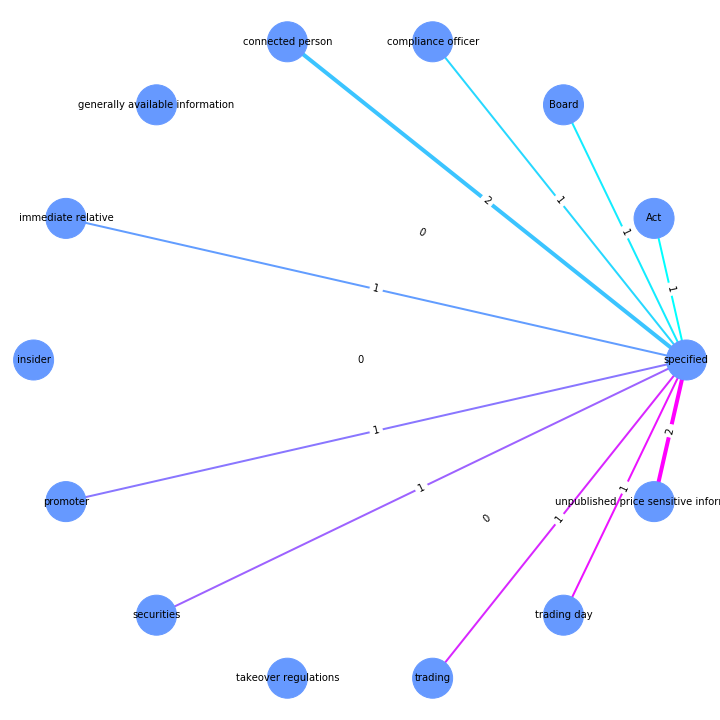 connected person
compliance officer
generally available information
Board
2
1
immediate relative
Act
0
1
1
1
insider
0
specified
1
2
1
promoter
1
1
unpublished price sensitive infor
0
1
securities
trading day
takeover regulations
trading